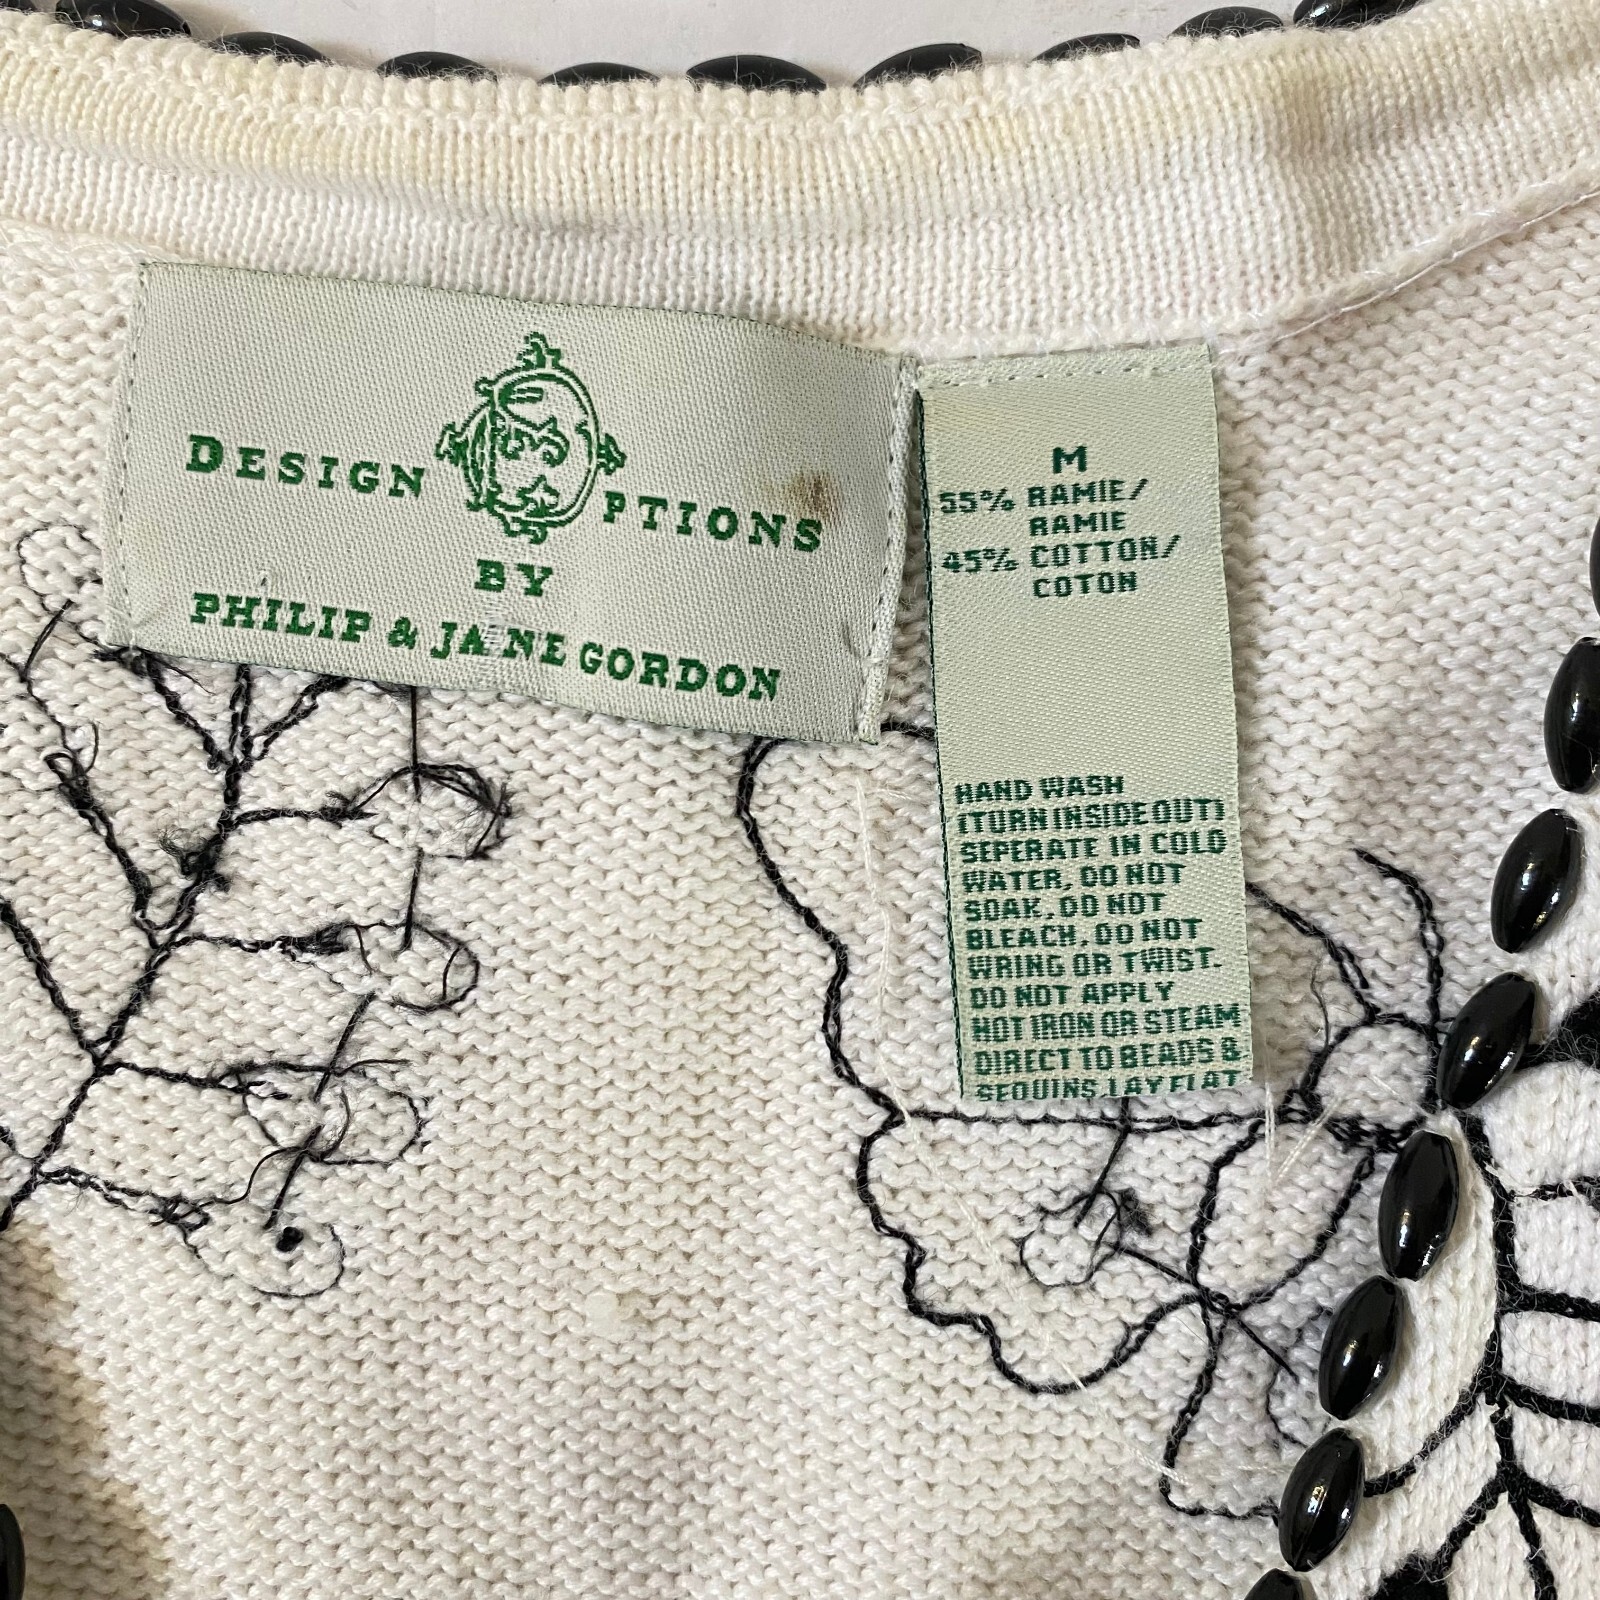 DESIGN OPTIONS
BY
PHILIP & JANE GORDON
M
55% RAMIE/
RAMIE
45% COTTON/
COTON
HAND WASH
(TURN INSIDE OUT)
SEPERATE IN COLD
WATER, DO NOT
SOAK, DO NOT
BLEACH, DO NOT
WRING OR TWIST.
DO NOT APPLY
HOT IRON OR STEAM
DIRECT TO BEADS &
SEQUINS, LAY FLAT